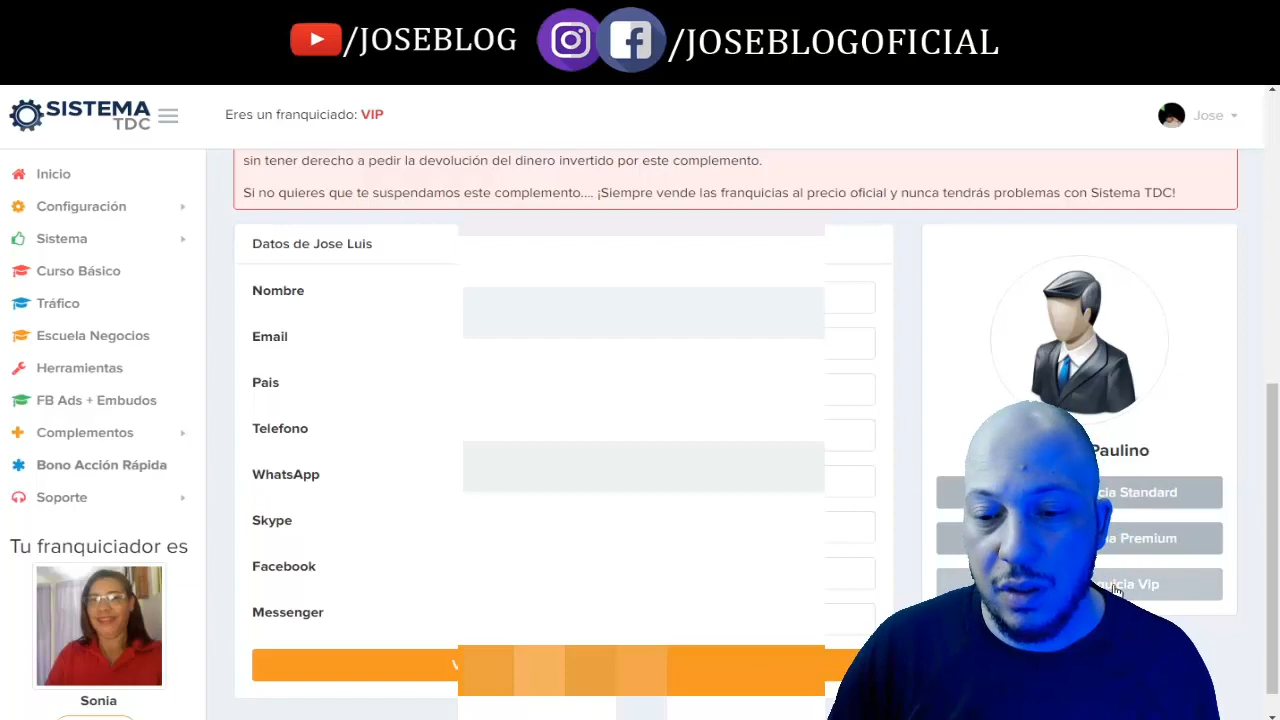 /JOSEBLOG
/JOSEBLOGOFICIAL
SISTEMA
TDC
Eres un franquiciado: VIP
Jose
Inicio
Configuración
Sistema
Curso Básico
Tráfico
Escuela Negocios
Herramientas
FB Ads + Embudos
Complementos
Bono Acción Rápida
Soporte
Tu franquiciador es
Sonia
sin tener derecho a pedir la devolución del dinero invertido por este complemento.
Si no quieres que te suspendamos este complemento.... ¡Siempre vende las franquicias al precio oficial y nunca tendrás problemas con Sistema TDC!
Datos de Jose Luis
Nombre
Email
Pais
Telefono
WhatsApp
Skype
Facebook
Messenger
Paulino
Standard
Premium
Vip